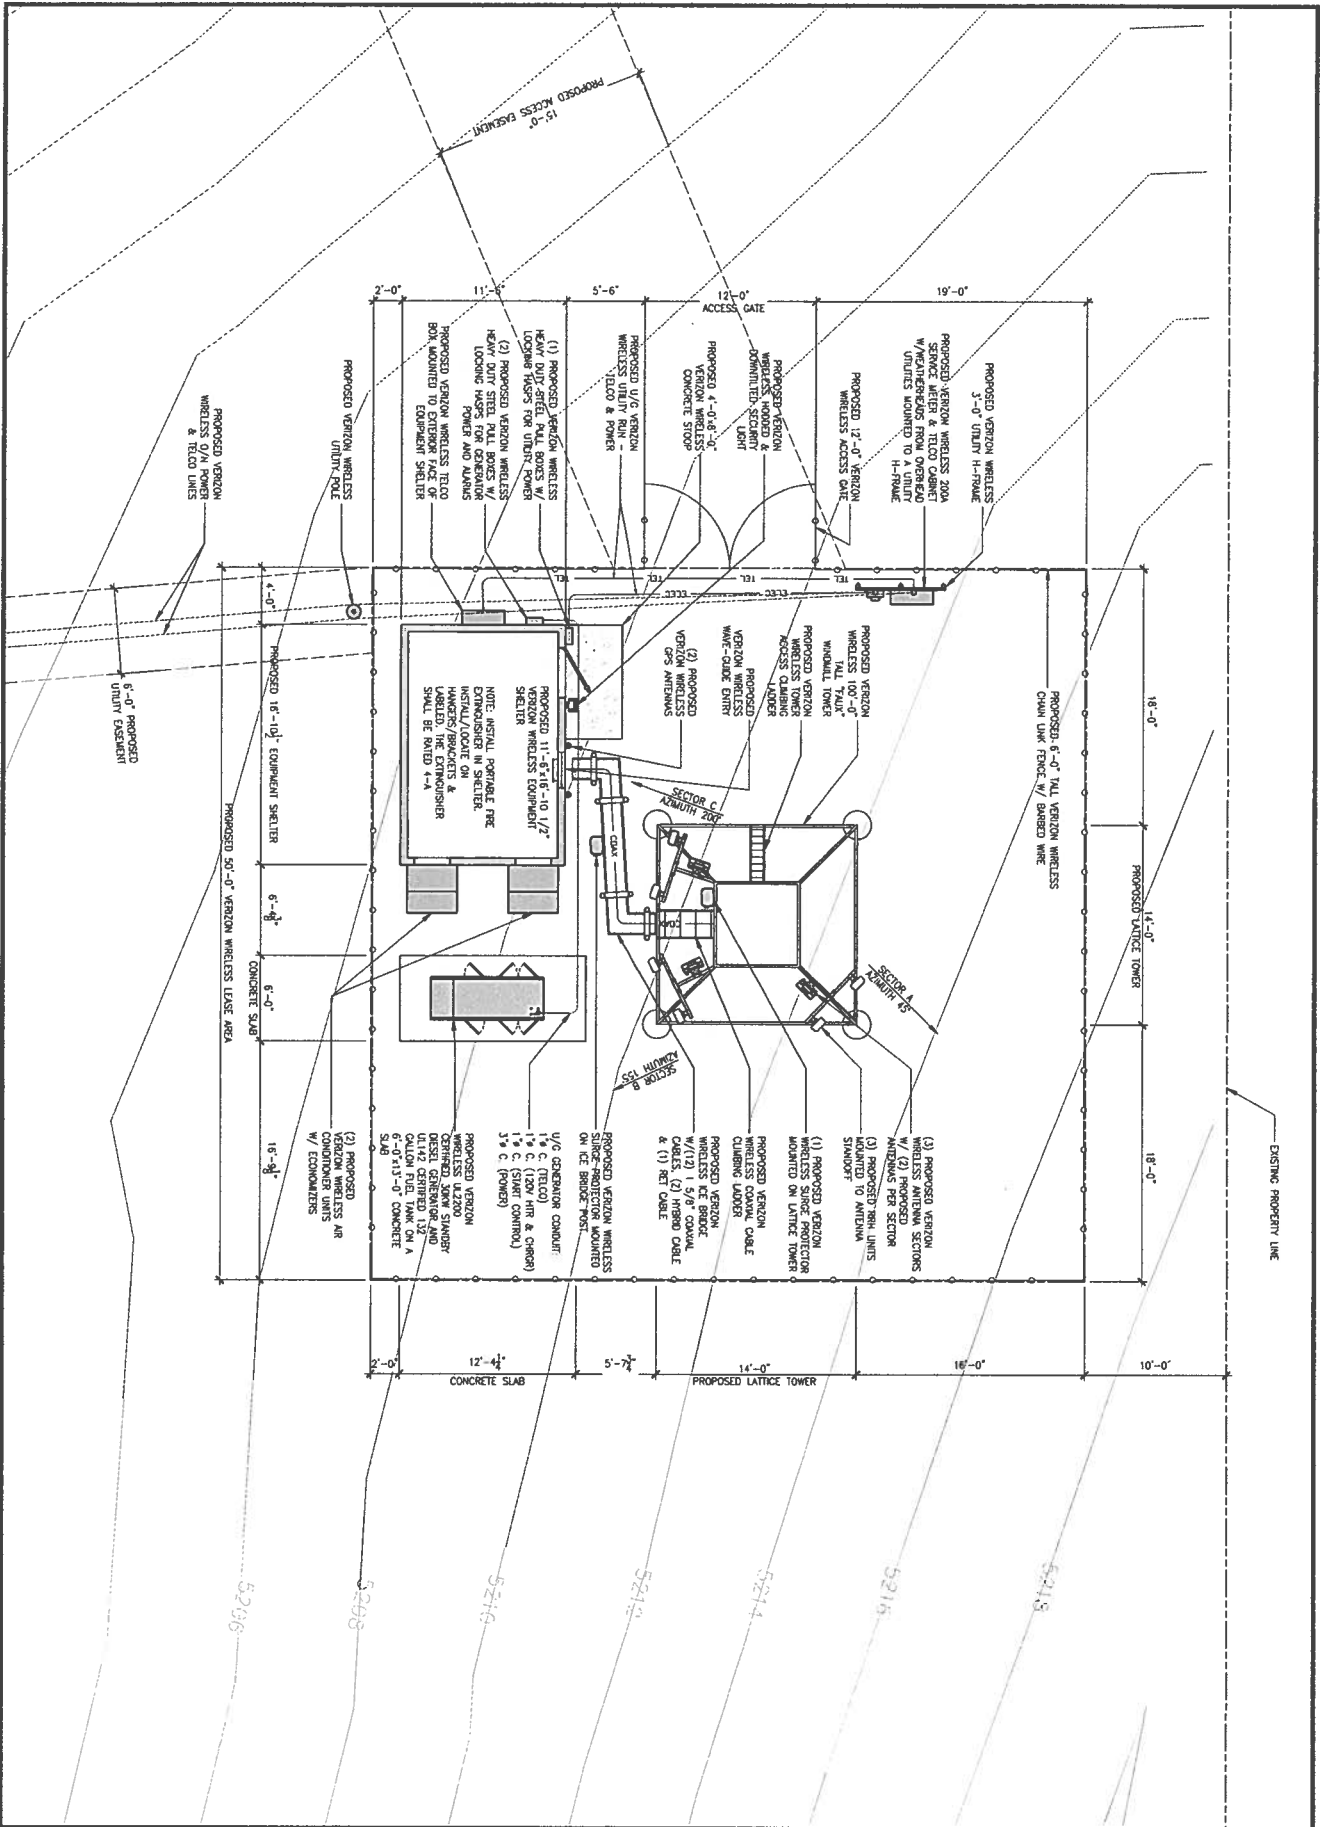 EXISTING PROPERTY LINE
18'-0"
14'-0"
PROPOSED LATTICE TOWER
18'-0"
PROPOSED 6'-0" TALL VERIZON WIRELESS
CHAIN LINK FENCE W/ BARBED WIRE
19'-0"
12'-0"
ACCESS GATE
5'-6"
11'-6"
2'-0"
15'-0"
PROPOSED ACCESS EASEMENT
PROPOSED VERIZON WIRELESS
3'-0" UTILITY H-FRAME
PROPOSED VERIZON WIRELESS 200A
SERVICE METER & TELCO CABINET
W/WEATHERHEADS FROM OVERHEAD
UTILITIES MOUNTED TO A UTILITY
H-FRAME
PROPOSED 12'-0" VERIZON
WIRELESS ACCESS GATE
PROPOSED VERIZON
WIRELESS HOODED &
DOWNTILTED SECURITY
LIGHT
PROPOSED 4'-0"x8'-0"
VERIZON WIRELESS
CONCRETE STOOP
PROPOSED U/G VERIZON
WIRELESS UTILITY RUN -
TELCO & POWER
(1) PROPOSED VERIZON WIRELESS
HEAVY DUTY STEEL PULL BOXES W/
LOCKING HASPS FOR UTILITY POWER
(2) PROPOSED VERIZON WIRELESS
HEAVY DUTY STEEL PULL BOXES W/
LOCKING HASPS FOR GENERATOR
POWER AND ALARMS
PROPOSED VERIZON WIRELESS TELCO
BOX MOUNTED TO EXTERIOR FACE OF
EQUIPMENT SHELTER
PROPOSED VERIZON WIRELESS
UTILITY POLE
PROPOSED VERIZON
WIRELESS O/H POWER
& TELCO LINES
TEL
TEL
TEL
TEL
ELEC
ELEC
PROPOSED VERIZON
WIRELESS 100'-0"
TALL "FAUX"
WINDMILL TOWER
PROPOSED VERIZON
WIRELESS TOWER
ACCESS CLIMBING
LADDER
PROPOSED
VERIZON WIRELESS
WAVE-GUIDE ENTRY
(2) PROPOSED
VERIZON WIRELESS
GPS ANTENNAS
PROPOSED 11'-6"x16'-10 1/2"
VERIZON WIRELESS EQUIPMENT
SHELTER
NOTE: INSTALL PORTABLE FIRE
EXTINGUISHER IN SHELTER.
INSTALL/LOCATE ON
HANGERS/BRACKETS &
LABELED. THE EXTINGUISHER
SHALL BE RATED 4-A
SECTOR C
AZIMUTH 200
SECTOR A
AZIMUTH 45
SECTOR B
AZIMUTH 155
COAX
COAX
4'-0"
PROPOSED 16'-10½" EQUIPMENT SHELTER
6'-4⅜"
6'-0"
CONCRETE SLAB
PROPOSED 50'-0" VERIZON WIRELESS LEASE AREA
6'-0" PROPOSED
UTILITY EASEMENT
(3) PROPOSED VERIZON
WIRELESS ANTENNA SECTORS
W/ (2) PROPOSED
ANTENNAS PER SECTOR
(3) PROPOSED RRH UNITS
MOUNTED TO ANTENNA
STANDOFF
(1) PROPOSED VERIZON
WIRELESS SURGE PROTECTOR
MOUNTED ON LATTICE TOWER
PROPOSED VERIZON
WIRELESS COAXIAL CABLE
CLIMBING LADDER
PROPOSED VERIZON
WIRELESS ICE BRIDGE
W/(12) 1 5/8" COAXIAL
CABLES, (2) HYBRID CABLE
& (1) RET CABLE
PROPOSED VERIZON WIRELESS
SURGE PROTECTOR MOUNTED
ON ICE BRIDGE POST
U/G GENERATOR CONDUIT:
1"ø C. (TELCO)
1"ø C. (120V HTR & CHRGR)
1"ø C. (START CONTROL)
3"ø C. (POWER)
PROPOSED VERIZON
WIRELESS UL2200
CERTIFIED 30KW STANDBY
DIESEL GENERATOR AND
UL142 CERTIFIED 132
GALLON FUEL TANK ON A
6'-0"x13'-0" CONCRETE
SLAB
(2) PROPOSED
VERIZON WIRELESS AIR
CONDITIONER UNITS
W/ ECONOMIZERS
10'-0"
16'-0"
14'-0"
PROPOSED LATTICE TOWER
12'-4¼"
CONCRETE SLAB
2'-0"
5218
5216
5214
5212
5210
5208
5206